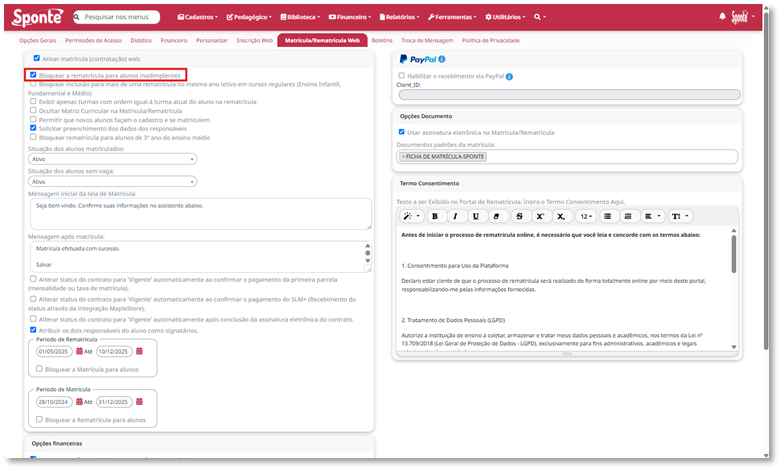 Sponte
Pesquisar nos menus
Cadastros
Pedagógico
Biblioteca
Financeiro
Relatórios
Ferramentas
Utilitários
Sponte
Opções Gerais
Permissões de Acesso
Didático
Financeiro
Personalizar
Inscrição Web
Matrícula/Rematrícula Web
Boletins
Troca de Mensagem
Política de Privacidade
Ativar matrícula (contratação) web
Bloquear a rematrícula para alunos inadimplentes
Bloquear inclusão para mais de uma rematrícula no mesmo ano letivo em cursos regulares (Ensino Infantil,
Fundamental e Médio)
Exibir apenas turmas com ordem igual à turma atual do aluno na rematrícula
Ocultar Matriz Curricular na Matrícula/Rematrícula
Permitir que novos alunos façam o cadastro e se matriculem
Solicitar preenchimento dos dados dos responsáveis
Bloquear rematrícula para alunos de 3º ano do ensino médio
Situação dos alunos matriculados:
Ativo
Situação dos alunos sem vaga:
Ativo
Mensagem inicial da tela de Matrícula:
Seja bem vindo. Confirme suas informações no assistente abaixo.
Mensagem após matrícula:
Matrícula efetuada com sucesso.
Salvar
Alterar status do contrato para 'Vigente' automaticamente ao confirmar o pagamento da primeira parcela
(mensalidade ou taxa de matrícula).
Alterar status do contrato para 'Vigente' automaticamente ao confirmar o pagamento do SLM+ (Recebimento do
status através da integração MapleStore).
Alterar status do contrato para 'Vigente' automaticamente após conclusão da assinatura eletrônica do contrato.
Atribuir os dois responsáveis do aluno como signatários.
Período de Rematrícula
01/05/2025 Até 10/12/2025
Bloquear a Matrícula para alunos
Período de Matrícula
28/10/2024 Até 31/12/2025
Bloquear a Rematrícula para alunos
Opções financeiras
PayPal
Habilitar o recebimento via PayPal
Client_ID:
Opções Documento
Usar assinatura eletrônica na Matrícula/Rematrícula
Documentos padrões da matrícula:
×FICHA DE MATRÍCULA-SPONTE
Termo Consentimento
Texto a ser Exibido no Portal de Rematrícula: Insira o Termo Consentimento Aqui.
B I U S X² X₂ 12 T!
Antes de iniciar o processo de rematrícula online, é necessário que você leia e concorde com os termos abaixo:
1. Consentimento para Uso da Plataforma
Declaro estar ciente de que o processo de rematrícula será realizado de forma totalmente online por meio deste portal,
responsabilizando-me pelas informações fornecidas.
2. Tratamento de Dados Pessoais (LGPD)
Autorizo a instituição de ensino a coletar, armazenar e tratar meus dados pessoais e acadêmicos, nos termos da Lei nº
13.709/2018 (Lei Geral de Proteção de Dados - LGPD), exclusivamente para fins administrativos, acadêmicos e legais